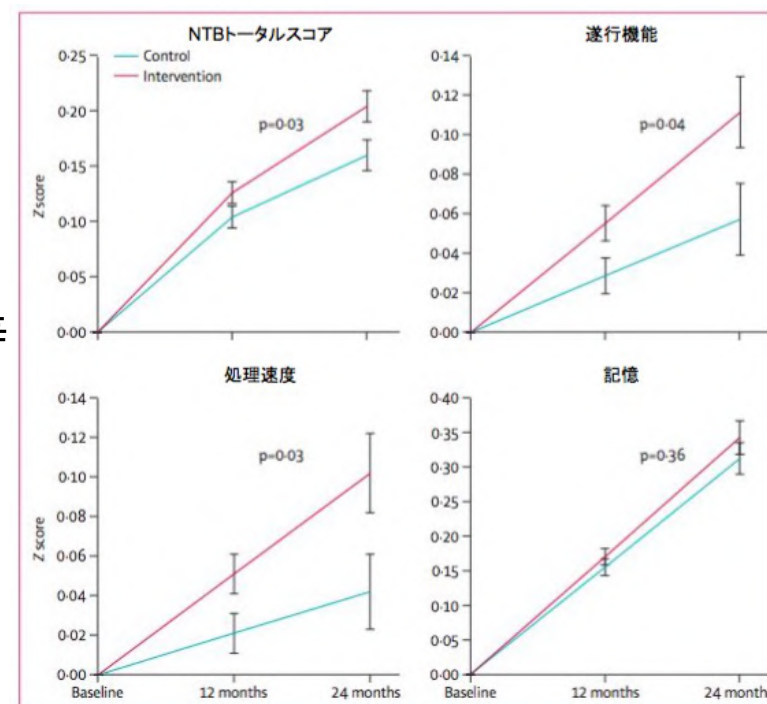 NTBトータルスコア
Control
Intervention
p=0·03
0·25
0·20
0·15
0·10
0·05
0·00
Z score
遂行機能
p=0·04
0·14
0·12
0·10
0·08
0·06
0·04
0·02
0·00
処理速度
p=0·03
0·14
0·12
0·10
0·08
0·06
0·04
0·02
0·00
Z score
Baseline
12 months
24 months
記憶
p=0·36
0·40
0·35
0·30
0·25
0·20
0·15
0·10
0·05
0·00
Baseline
12 months
24 months